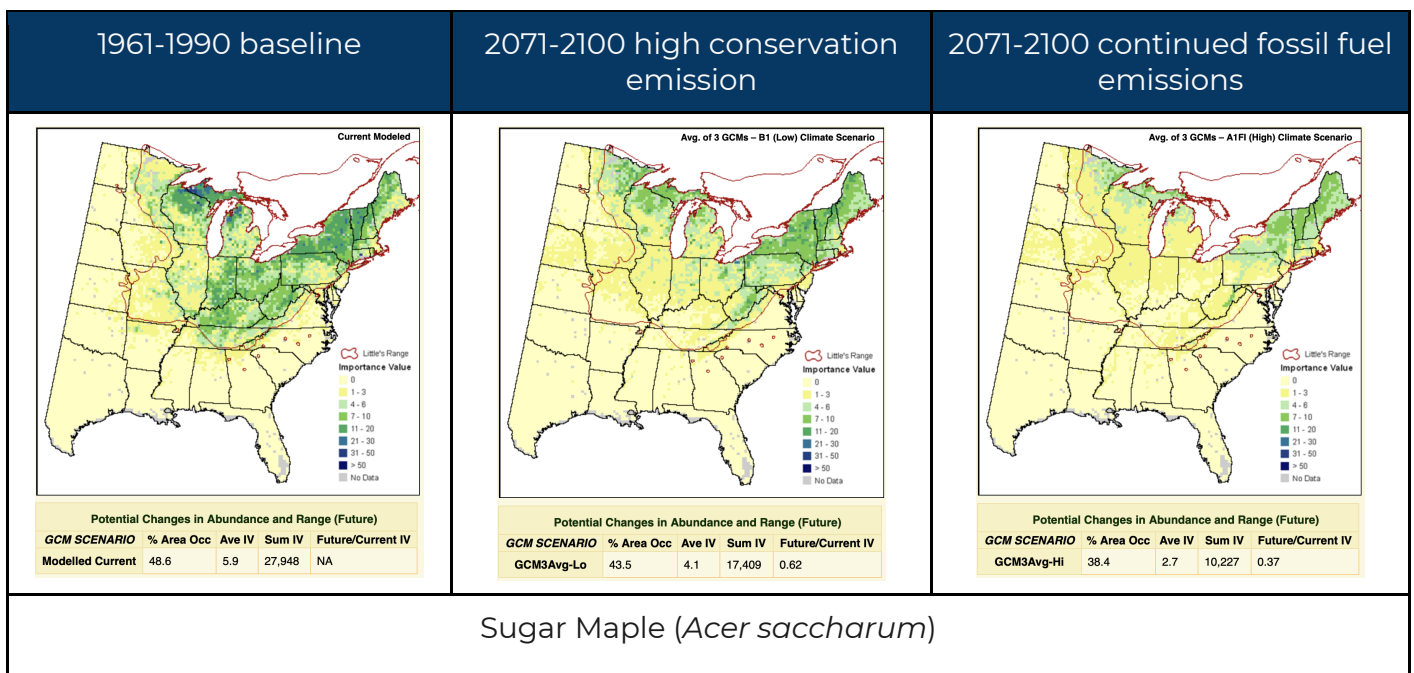 1961-1990 baseline
2071-2100 high conservation
emission
2071-2100 continued fossil fuel
emissions
Current Modeled
Little's Range
Importance Value
0
1 - 3
4 - 6
7 - 10
11 - 20
21 - 30
31 - 50
> 50
No Data
Potential Changes in Abundance and Range (Future)
GCM SCENARIO % Area Occ Ave IV Sum IV Future/Current IV
Modelled Current 48.6 5.9 27,948 NA
Avg. of 3 GCMs – B1 (Low) Climate Scenario
Little's Range
Importance Value
0
1 - 3
4 - 6
7 - 10
11 - 20
21 - 30
31 - 50
> 50
No Data
Potential Changes in Abundance and Range (Future)
GCM SCENARIO % Area Occ Ave IV Sum IV Future/Current IV
GCM3Avg-Lo 43.5 4.1 17,409 0.62
Avg. of 3 GCMs – A1FI (High) Climate Scenario
Little's Range
Importance Value
0
1 - 3
4 - 6
7 - 10
11 - 20
21 - 30
31 - 50
> 50
No Data
Potential Changes in Abundance and Range (Future)
GCM SCENARIO % Area Occ Ave IV Sum IV Future/Current IV
GCM3Avg-Hi 38.4 2.7 10,227 0.37
Sugar Maple (Acer saccharum)